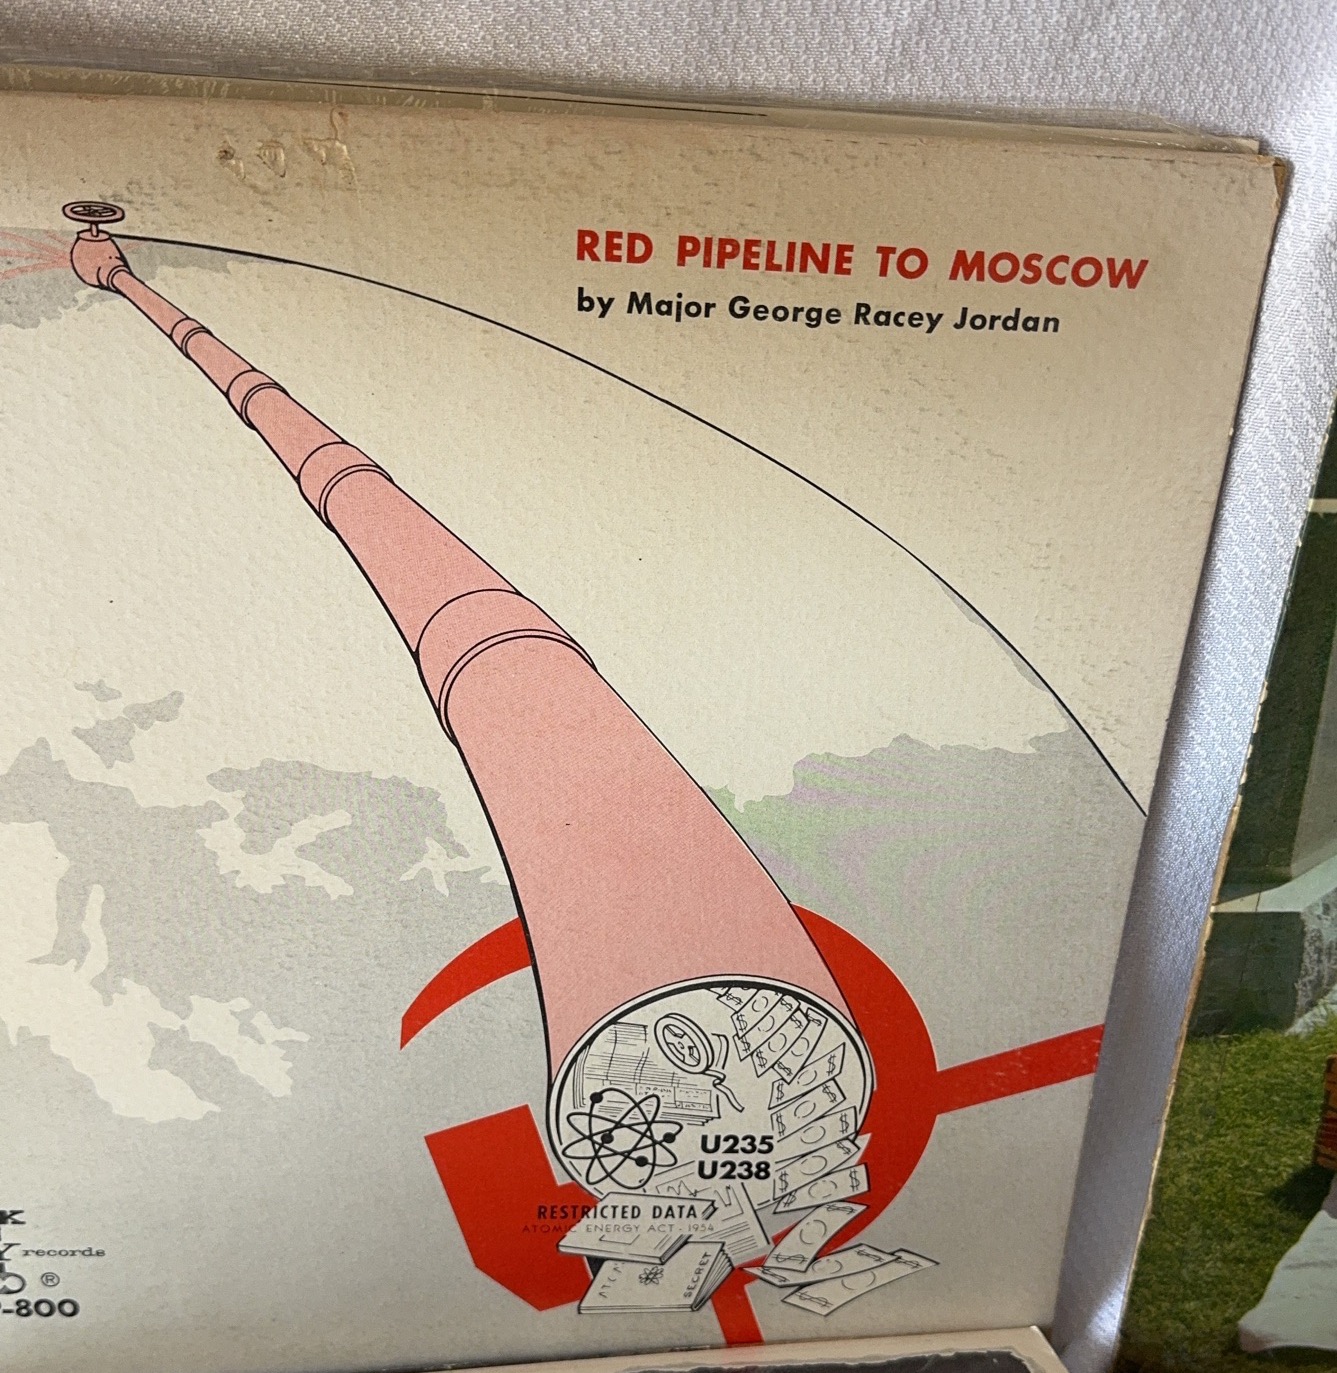 RED PIPELINE TO MOSCOW
by Major George Racey Jordan
U235
U238
RESTRICTED DATA
ATOMIC ENERGY ACT - 1954
SECRET
K
Y records
®
-800